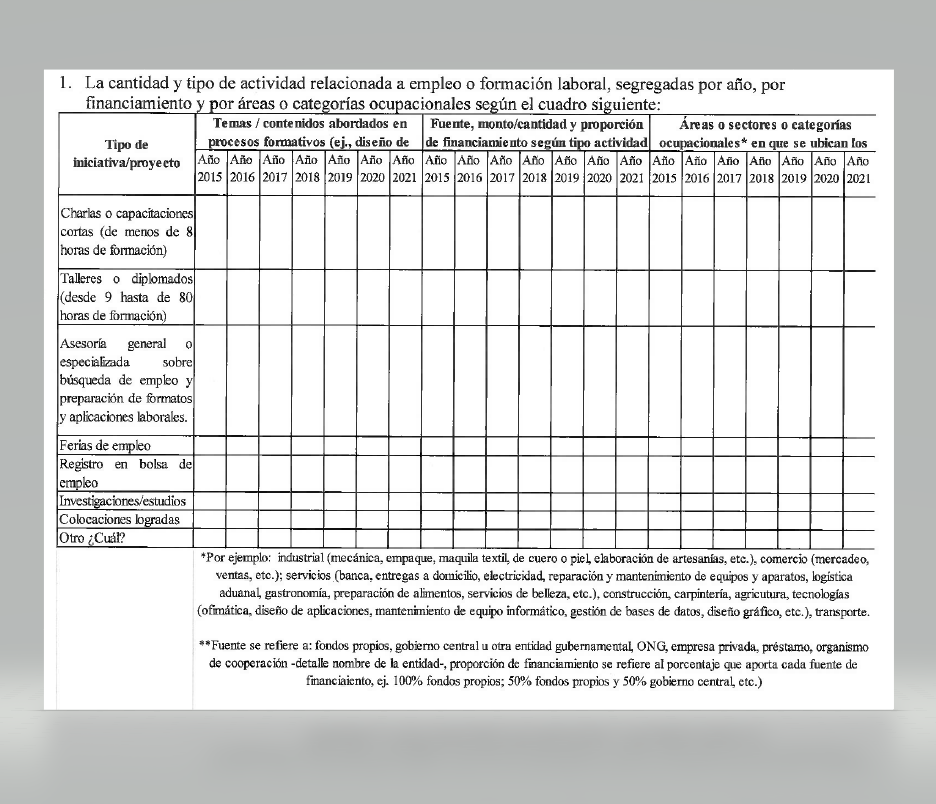 1. La cantidad y tipo de actividad relacionada a empleo o formación laboral, segregadas por año, por
financiamiento y por áreas o categorías ocupacionales según el cuadro siguiente:
Tipo de
iniciativa/proyecto
Temas / contenidos abordados en
procesos formativos (ej., diseño de
Fuente, monto/cantidad y proporción
de financiamiento según tipo actividad
Áreas o sectores o categorías
ocupacionales* en que se ubican los
Año Año Año Año Año Año Año Año Año Año Año Año Año Año Año Año Año Año Año Año Año
2015 2016 2017 2018 2019 2020 2021 2015 2016 2017 2018 2019 2020 2021 2015 2016 2017 2018 2019 2020 2021
Charlas o capacitaciones
cortas (de menos de 8
horas de formación)
Talleres o diplomados
(desde 9 hasta de 80
horas de formación)
Asesoría general o
especializada sobre
búsqueda de empleo y
preparación de formatos
y aplicaciones laborales.
Ferias de empleo
Registro en bolsa de
empleo
Investigaciones/estudios
Colocaciones logradas
Otro ¿Cuál?
*Por ejemplo: industrial (mecánica, empaque, maquila textil, de cuero o piel, elaboración de artesanías, etc.), comercio (mercadeo,
ventas, etc.); servicios (banca, entregas a domicilio, electricidad, reparación y mantenimiento de equipos y aparatos, logística
aduanal, gastronomía, preparación de alimentos, servicios de belleza, etc.), construcción, carpintería, agricutura, tecnologías
(ofimática, diseño de aplicaciones, mantenimiento de equipo informático, gestión de bases de datos, diseño gráfico, etc.), transporte.
**Fuente se refiere a: fondos propios, gobierno central u otra entidad gubernamental, ONG, empresa privada, préstamo, organismo
de cooperación -detalle nombre de la entidad-, proporción de financiamiento se refiere al porcentaje que aporta cada fuente de
financiaiento, ej. 100% fondos propios; 50% fondos propios y 50% gobierno central, etc.)